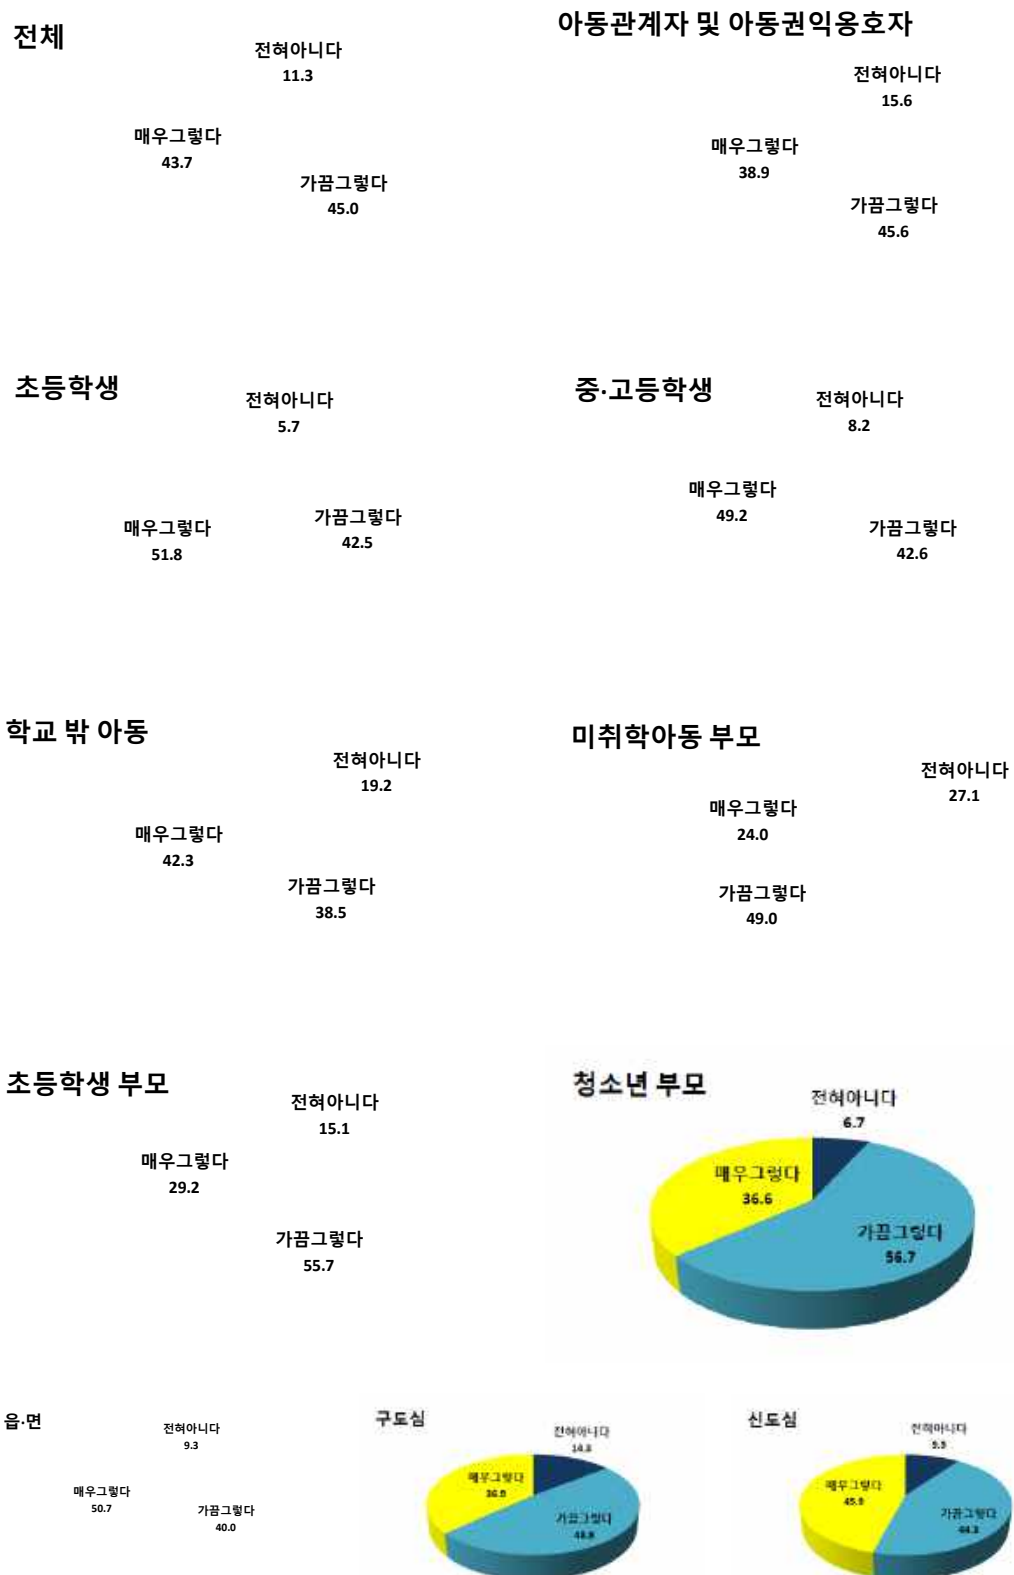 전체
전혀아니다
11.3
매우그렇다
43.7
가끔그렇다
45.0
아동관계자 및 아동권익옹호자
전혀아니다
15.6
매우그렇다
38.9
가끔그렇다
45.6
초등학생
전혀아니다
5.7
매우그렇다
51.8
가끔그렇다
42.5
중·고등학생
전혀아니다
8.2
매우그렇다
49.2
가끔그렇다
42.6
학교 밖 아동
전혀아니다
19.2
매우그렇다
42.3
가끔그렇다
38.5
미취학아동 부모
전혀아니다
27.1
매우그렇다
24.0
가끔그렇다
49.0
초등학생 부모
전혀아니다
15.1
매우그렇다
29.2
가끔그렇다
55.7
청소년 부모
전혀아니다
6.7
매우그렇다
36.6
가끔그렇다
56.7
읍·면
전혀아니다
9.3
매우그렇다
50.7
가끔그렇다
40.0
구도심
전혀아니다
매우그렇다
가끔그렇다
신도심
전혀아니다
매우그렇다
가끔그렇다